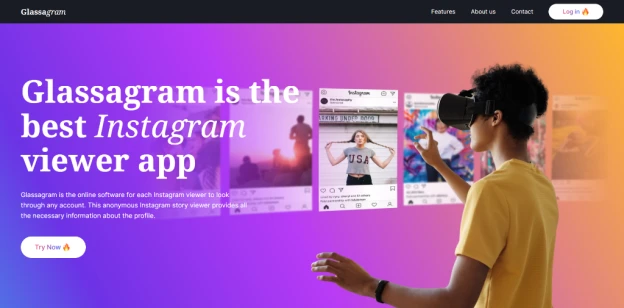 Glassagram
Features
About us
Contact
Log in 🔥
Glassagram is the
best Instagram
viewer app
Glassagram is the online software for each Instagram viewer to look
through any account. This anonymous Instagram story viewer provides all
the necessary information about the profile.
Try Now 🔥
Instagram
USA